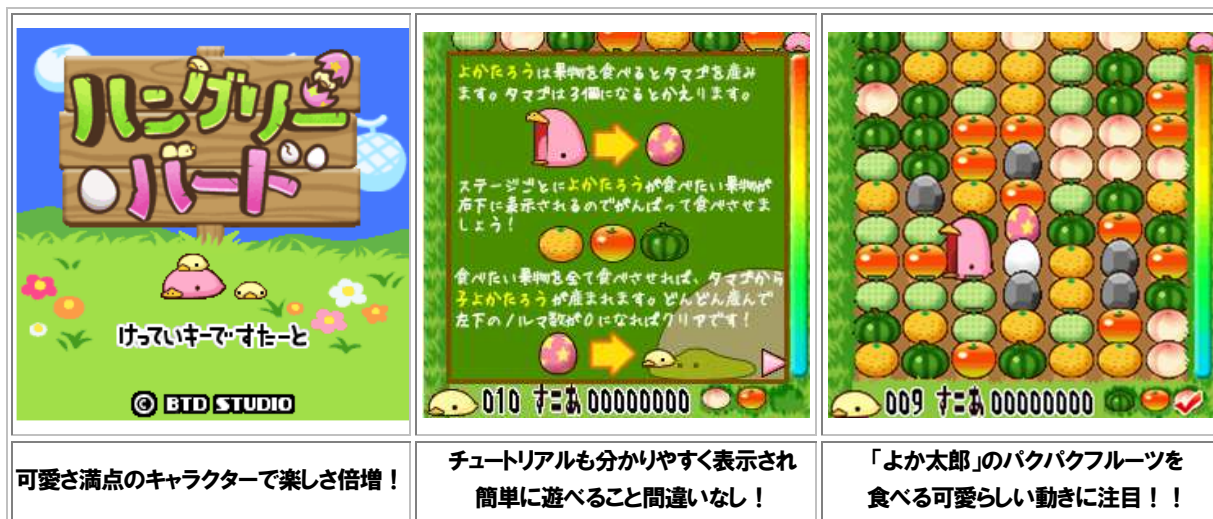 ハングリー
バード
けっていキーですたーと
© BTD STUDIO
よかたろうは果物を食べるとタマゴを産み
ます。タマゴは3個になるとかえります。
ステージごとによかたろうが食べたい果物が
右下に表示されるのでがんばって食べさせま
しょう!
食べたい果物を全て食べさせれば、タマゴから
子よかたろうが産まれます。どんどん産んで
左下のノルマ数が0になればクリアです!
010 すこあ 00000000
009 すこあ 00000000
可愛さ満点のキャラクターで楽しさ倍増！
チュートリアルも分かりやすく表示され
簡単に遊べること間違いなし！
「よか太郎」のパクパクフルーツを
食べる可愛らしい動きに注目！！